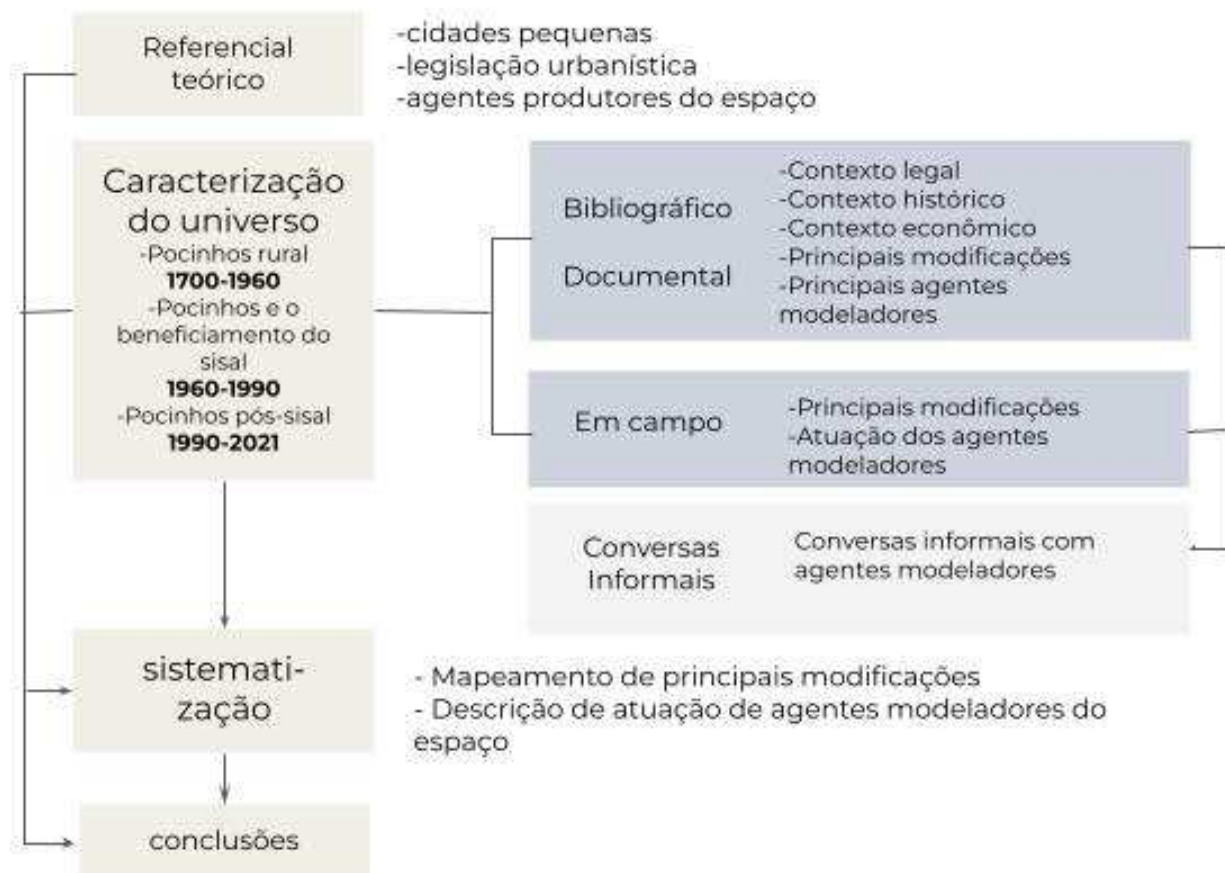 Referencial
teórico
-cidades pequenas
-legislação urbanística
-agentes produtores do espaço
Caracterização
do universo
-Pocinhos rural
1700-1960
-Pocinhos e o
beneficiamento do
sisal
1960-1990
-Pocinhos pós-sisal
1990-2021
Bibliográfico
Documental
-Contexto legal
-Contexto histórico
-Contexto econômico
-Principais modificações
-Principais agentes
modeladores
Em campo
-Principais modificações
-Atuação dos agentes
modeladores
Conversas
Informais
Conversas informais com
agentes modeladores
sistemati-
zação
- Mapeamento de principais modificações
- Descrição de atuação de agentes modeladores do
espaço
conclusões